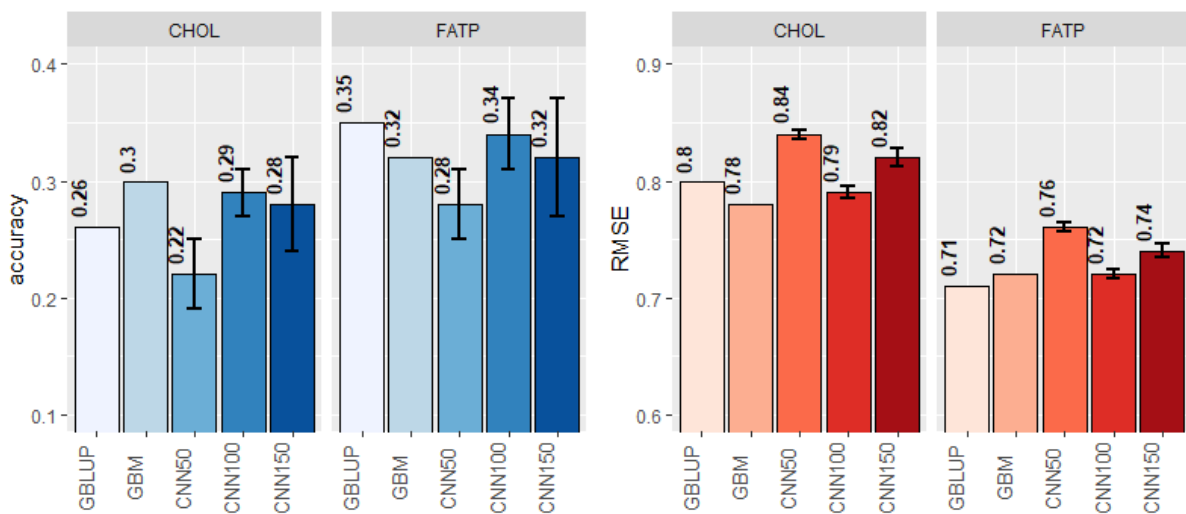 CHOL
FATP
accuracy
0.4
0.3
0.2
0.1
0.26
0.3
0.22
0.29
0.28
0.35
0.32
0.28
0.34
0.32
GBLUP
GBM
CNN50
CNN100
CNN150
GBLUP
GBM
CNN50
CNN100
CNN150
CHOL
FATP
RMSE
0.9
0.8
0.7
0.6
0.8
0.78
0.84
0.79
0.82
0.71
0.72
0.76
0.72
0.74
GBLUP
GBM
CNN50
CNN100
CNN150
GBLUP
GBM
CNN50
CNN100
CNN150